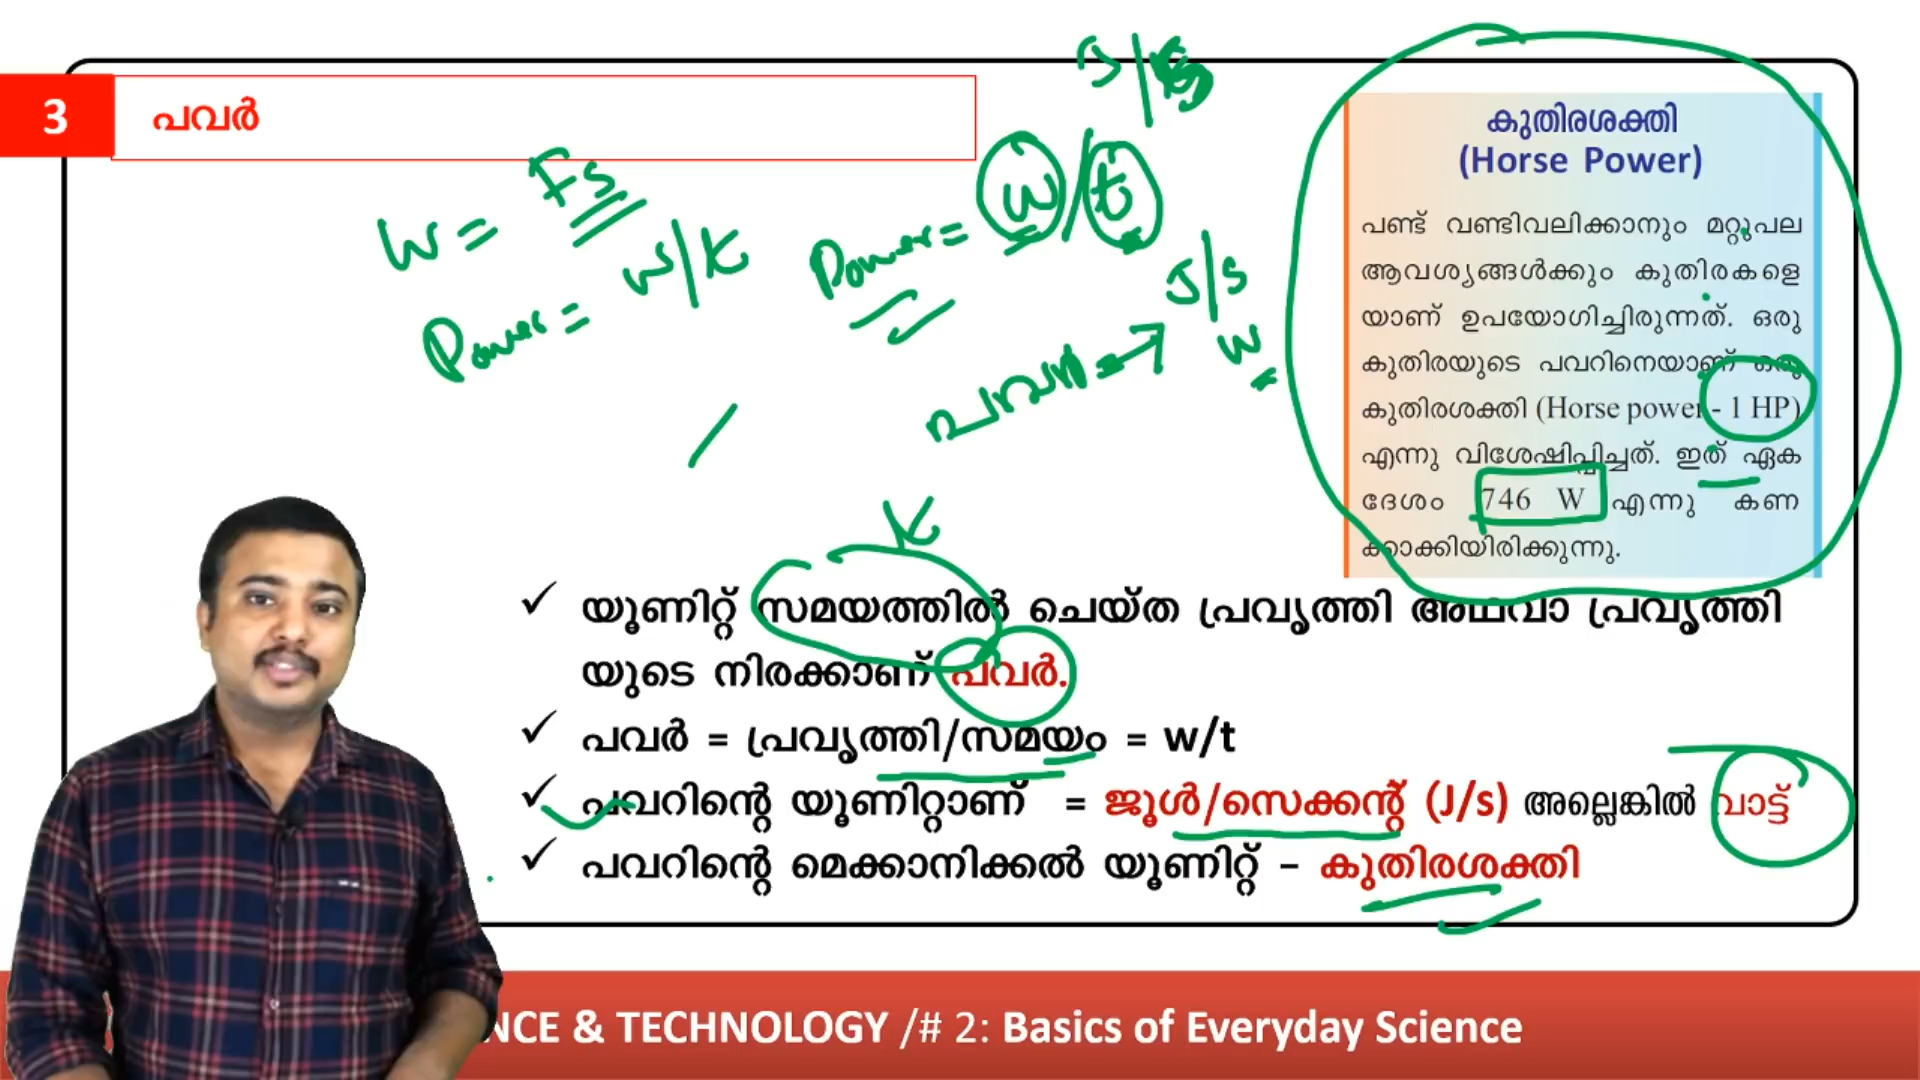 3
പവർ
കുതിരശക്തി
(Horse Power)
പണ്ട് വണ്ടിവലിക്കാനും മറ്റുപല
ആവശ്യങ്ങൾക്കും കുതിരകളെ
യാണ് ഉപയോഗിച്ചിരുന്നത്. ഒരു
കുതിരയുടെ പവറിനെയാണ് ഒരു
കുതിരശക്തി (Horse power - 1 HP)
എന്നു വിശേഷിപ്പിച്ചത്. ഇത് ഏക
ദേശം 746 W എന്നു കണ
ക്കാക്കിയിരിക്കുന്നു.
W = Fs
Power = w/t
Power = w/t
J/s
പവർ → J/s
W
t
യൂണിറ്റ് സമയത്തിൽ ചെയ്ത പ്രവൃത്തി അഥവാ പ്രവൃത്തി
യുടെ നിരക്കാണ് പവർ.
പവർ = പ്രവൃത്തി/സമയം = w/t
പവറിന്റെ യൂണിറ്റാണ് = ജൂൾ/സെക്കന്റ് (J/s) അല്ലെങ്കിൽ വാട്ട്
പവറിന്റെ മെക്കാനിക്കൽ യൂണിറ്റ് – കുതിരശക്തി
NCE & TECHNOLOGY /# 2: Basics of Everyday Science